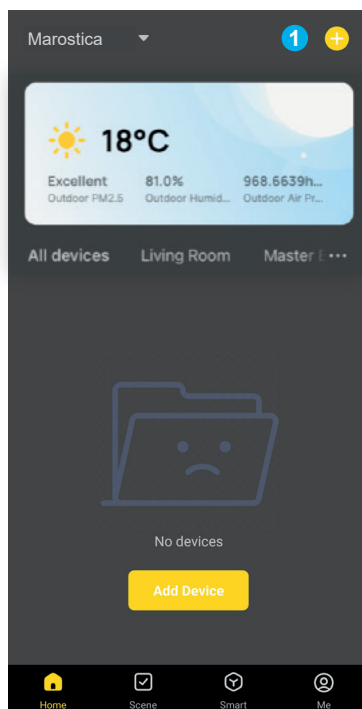 Marostica
1
18°C
Excellent 81.0% 968.6639h...
Outdoor PM2.5 Outdoor Humid... Outdoor Air Pr...
All devices Living Room Master
No devices
Add Device
Home Scene Smart Me